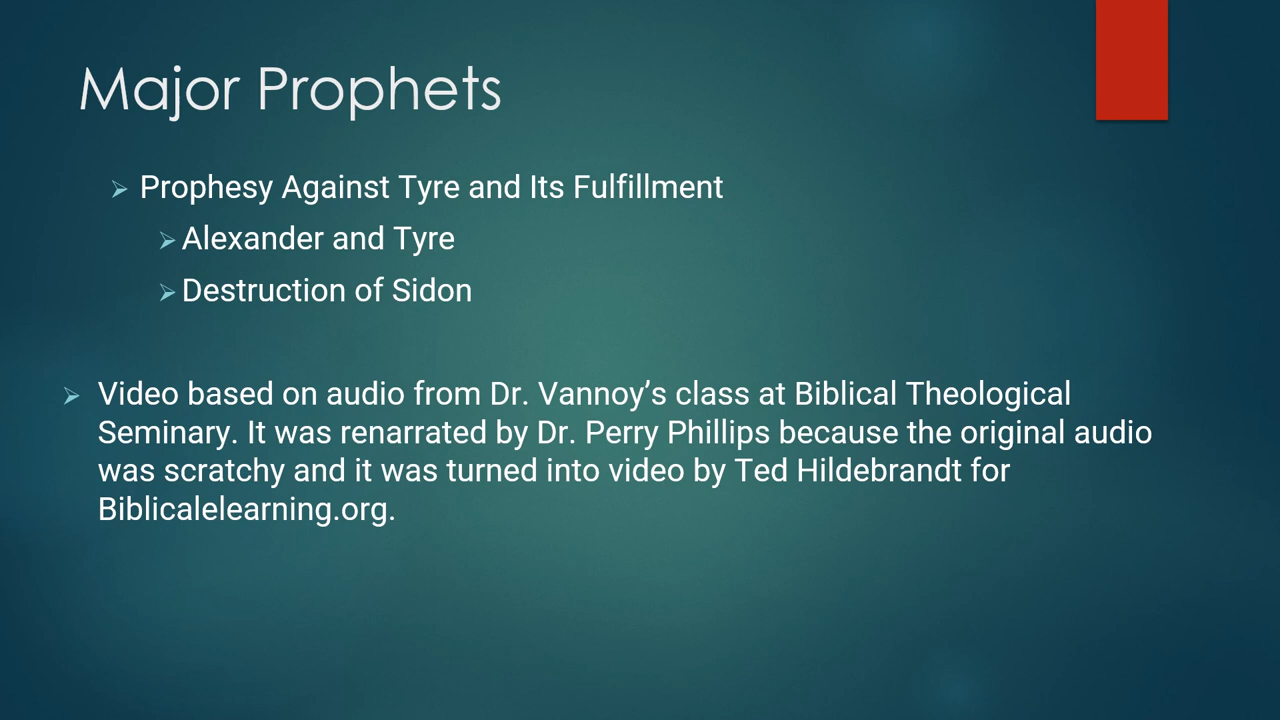 Major Prophets
Prophesy Against Tyre and Its Fulfillment
Alexander and Tyre
Destruction of Sidon
Video based on audio from Dr. Vannoy’s class at Biblical Theological
Seminary. It was renarrated by Dr. Perry Phillips because the original audio
was scratchy and it was turned into video by Ted Hildebrandt for
Biblicalelearning.org.